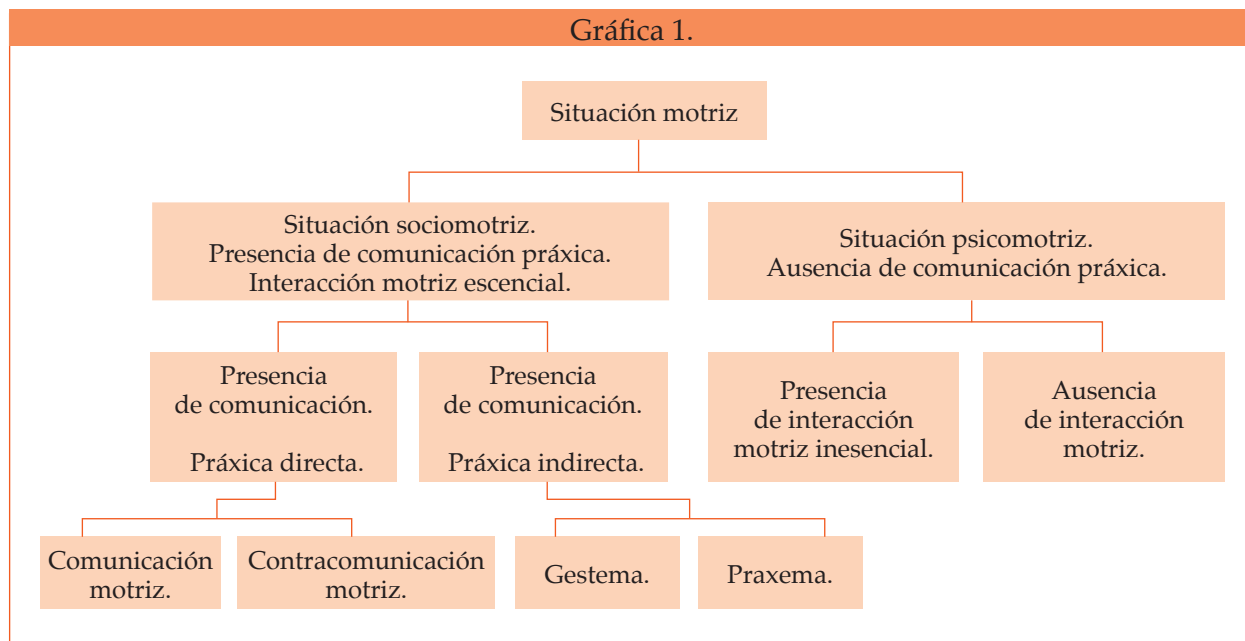 Gráfica 1.
Situación motriz
Situación sociomotriz.
Presencia de comunicación práxica.
Interacción motriz escencial.
Situación psicomotriz.
Ausencia de comunicación práxica.
Presencia
de comunicación.
Práxica directa.
Presencia
de comunicación.
Práxica indirecta.
Presencia
de interacción
motriz inesencial.
Ausencia
de interacción
motriz.
Comunicación
motriz.
Contracomunicación
motriz.
Gestema.
Praxema.